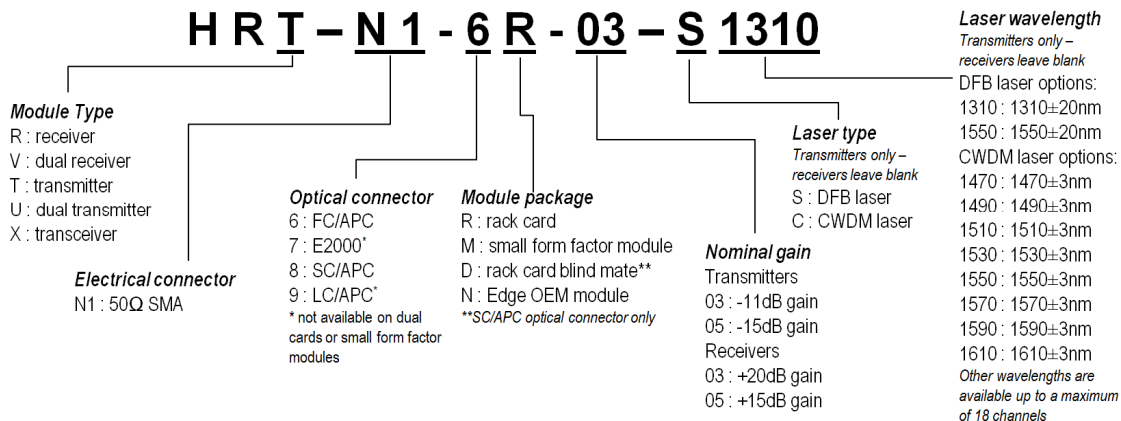 HRT – N1 - 6R - 03 – S1310
Module Type
R : receiver
V : dual receiver
T : transmitter
U : dual transmitter
X : transceiver
Electrical connector
N1 : 50Ω SMA
Optical connector
6 : FC/APC
7 : E2000*
8 : SC/APC
9 : LC/APC*
* not available on dual
cards or small form factor
modules
Module package
R : rack card
M : small form factor module
D : rack card blind mate**
N : Edge OEM module
**SC/APC optical connector only
Nominal gain
Transmitters
03 : -11dB gain
05 : -15dB gain
Receivers
03 : +20dB gain
05 : +15dB gain
Laser type
Transmitters only –
receivers leave blank
S : DFB laser
C : CWDM laser
Laser wavelength
Transmitters only –
receivers leave blank
DFB laser options:
1310 : 1310±20nm
1550 : 1550±20nm
CWDM laser options:
1470 : 1470±3nm
1490 : 1490±3nm
1510 : 1510±3nm
1530 : 1530±3nm
1550 : 1550±3nm
1570 : 1570±3nm
1590 : 1590±3nm
1610 : 1610±3nm
Other wavelengths are
available up to a maximum
of 18 channels